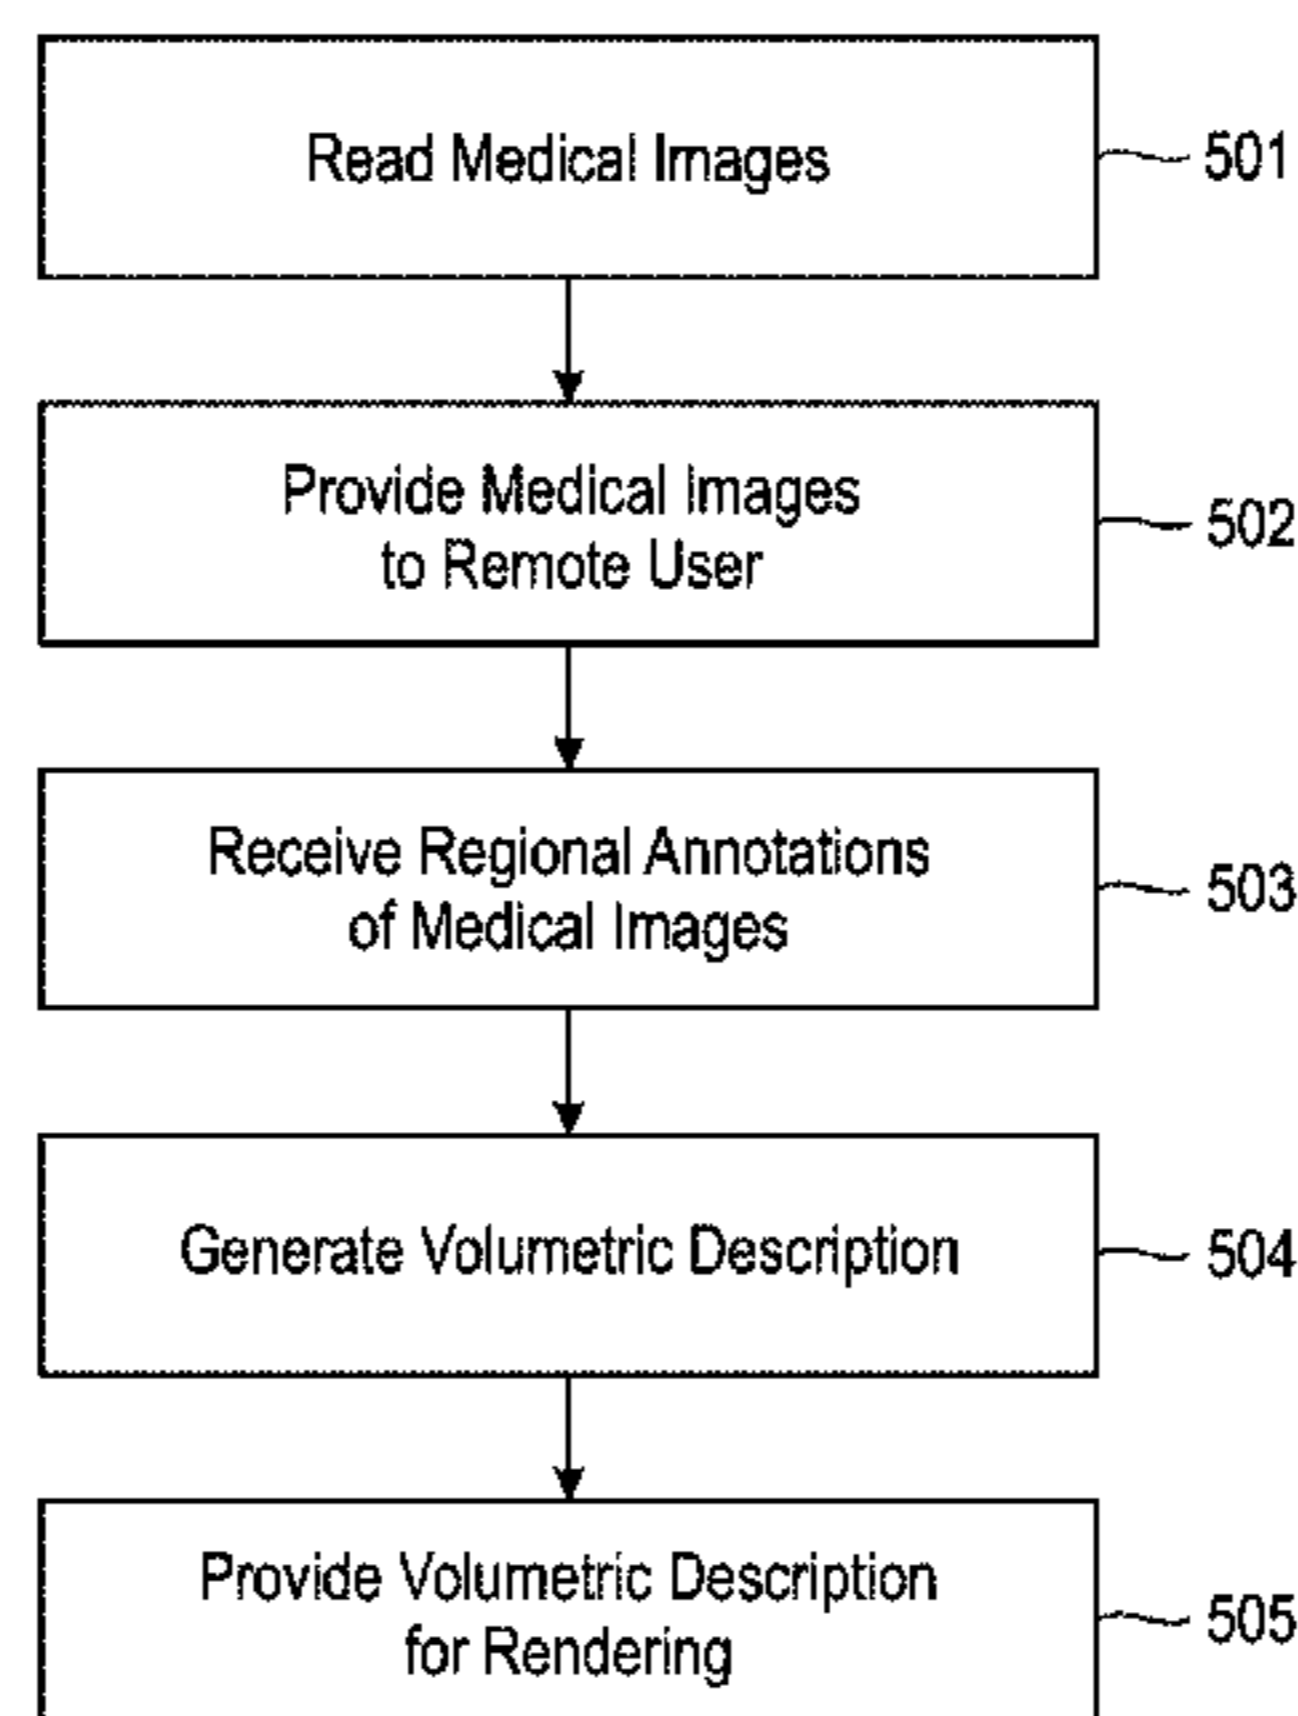 Read Medical Images
501
Provide Medical Images
to Remote User
502
Receive Regional Annotations
of Medical Images
503
Generate Volumetric Description
504
Provide Volumetric Description
for Rendering
505